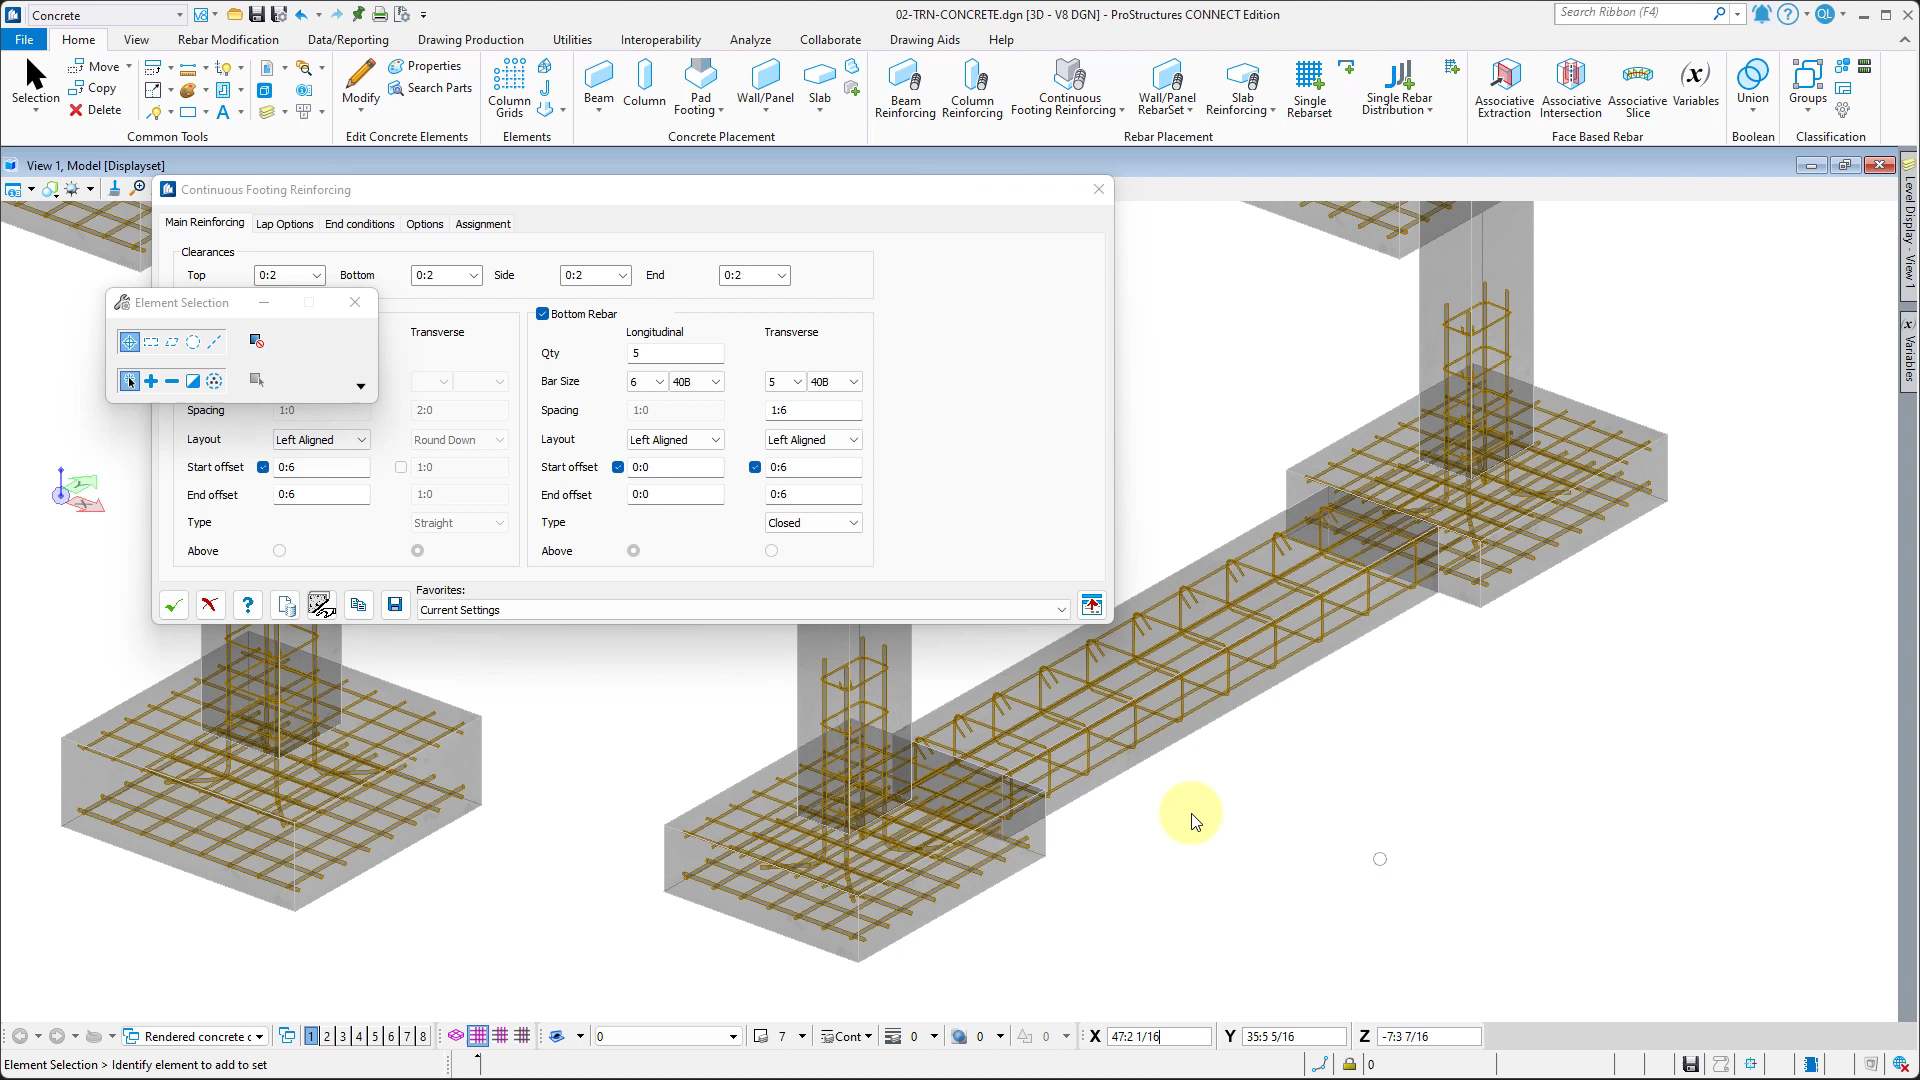 Concrete
02-TRN-CONCRETE.dgn [3D - V8 DGN] - ProStructures CONNECT Edition
Search Ribbon (F4)
QL
File Home View Rebar Modification Data/Reporting Drawing Production Utilities Interoperability Analyze Collaborate Drawing Aids Help
Selection
Move
Copy
Delete
Modify
Properties
Search Parts
Column Grids
Beam
Column
Pad Footing
Wall/Panel
Slab
Beam Reinforcing
Column Reinforcing
Continuous Footing Reinforcing
Wall/Panel RebarSet
Slab Reinforcing
Single Rebarset
Single Rebar Distribution
Associative Extraction
Associative Intersection
Associative Slice
Variables
Union
Groups
Common Tools
Edit Concrete Elements
Elements
Concrete Placement
Rebar Placement
Face Based Rebar
Boolean
Classification
View 1, Model [Displayset]
Level Display - View 1
(x) Variables
Continuous Footing Reinforcing
Main Reinforcing Lap Options End conditions Options Assignment
Clearances
Top 0:2 Bottom 0:2 Side 0:2 End 0:2
Element Selection
Transverse
Spacing 1:0 2:0
Layout Left Aligned Round Down
Start offset 0:6 1:0
End offset 0:6 1:0
Type Straight
Above
Bottom Rebar
Longitudinal Transverse
Qty 5
Bar Size 6 40B 5 40B
Spacing 1:0 1:6
Layout Left Aligned Left Aligned
Start offset 0:0 0:6
End offset 0:0 0:6
Type Closed
Above
Favorites:
Current Settings
Rendered concrete c
1 2 3 4 5 6 7 8
0
7
Cont
0
0
0
X 47:2 1/16
Y 35:5 5/16
Z -7:3 7/16
Element Selection > Identify element to add to set
0